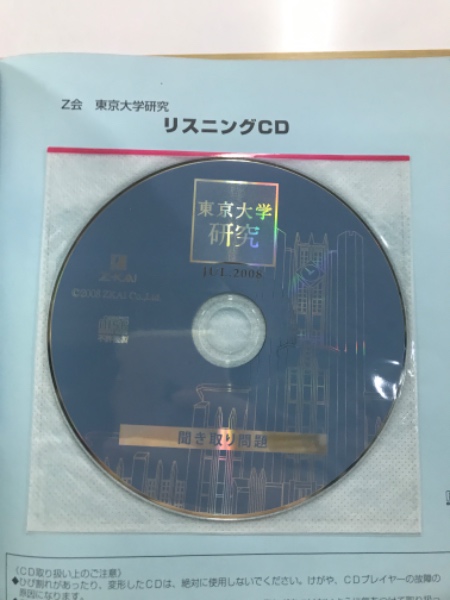 Z会 東京大学研究
リスニングCD
東京大学
研究
聞き取り問題
《CD取り扱い上のご注意》
◆ひび割れがあったり、変形したCDは、絶対に使用しないでください。けがや、CDプレイヤーの故障の
原因になります。